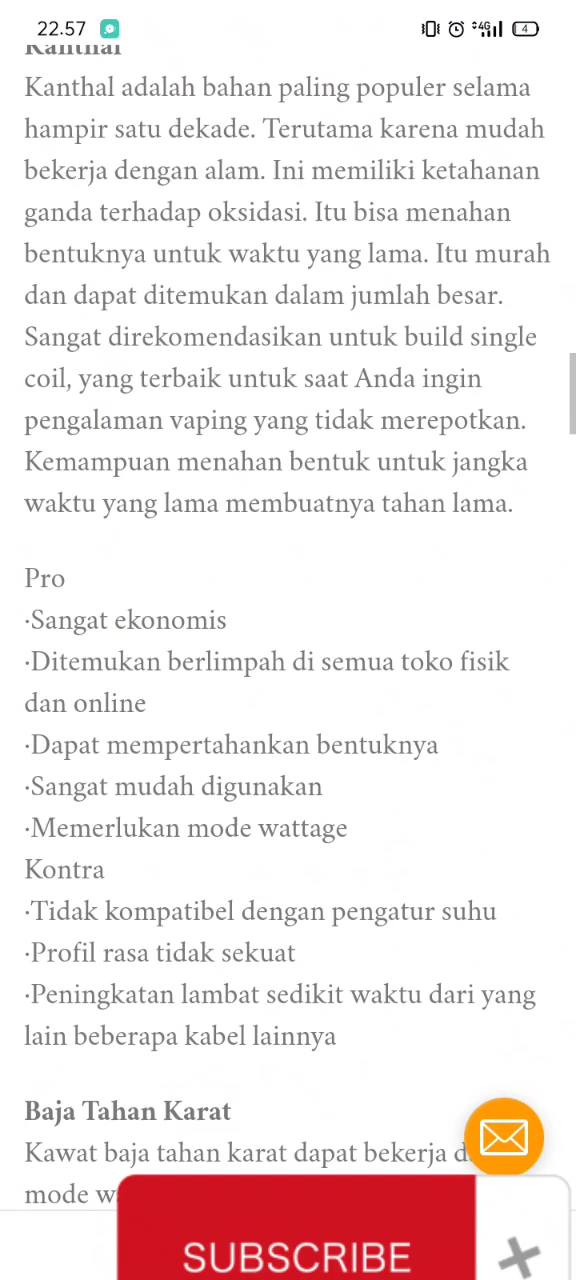 22.57
4G
4
Kanthal
Kanthal adalah bahan paling populer selama
hampir satu dekade. Terutama karena mudah
bekerja dengan alam. Ini memiliki ketahanan
ganda terhadap oksidasi. Itu bisa menahan
bentuknya untuk waktu yang lama. Itu murah
dan dapat ditemukan dalam jumlah besar.
Sangat direkomendasikan untuk build single
coil, yang terbaik untuk saat Anda ingin
pengalaman vaping yang tidak merepotkan.
Kemampuan menahan bentuk untuk jangka
waktu yang lama membuatnya tahan lama.
Pro
·Sangat ekonomis
·Ditemukan berlimpah di semua toko fisik
dan online
·Dapat mempertahankan bentuknya
·Sangat mudah digunakan
·Memerlukan mode wattage
Kontra
·Tidak kompatibel dengan pengatur suhu
·Profil rasa tidak sekuat
·Peningkatan lambat sedikit waktu dari yang
lain beberapa kabel lainnya
Baja Tahan Karat
Kawat baja tahan karat dapat bekerja
mode
SUBSCRIBE